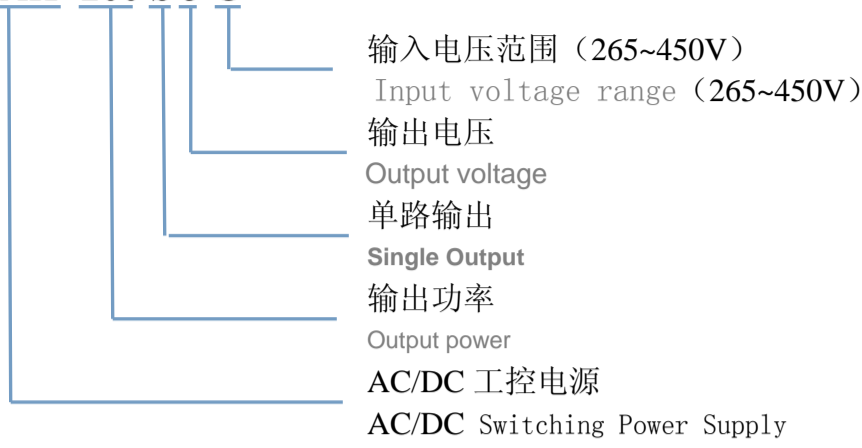 输入电压范围（265~450V）
Input voltage range（265~450V）
输出电压
Output voltage
单路输出
Single Output
输出功率
Output power
AC/DC 工控电源
AC/DC Switching Power Supply